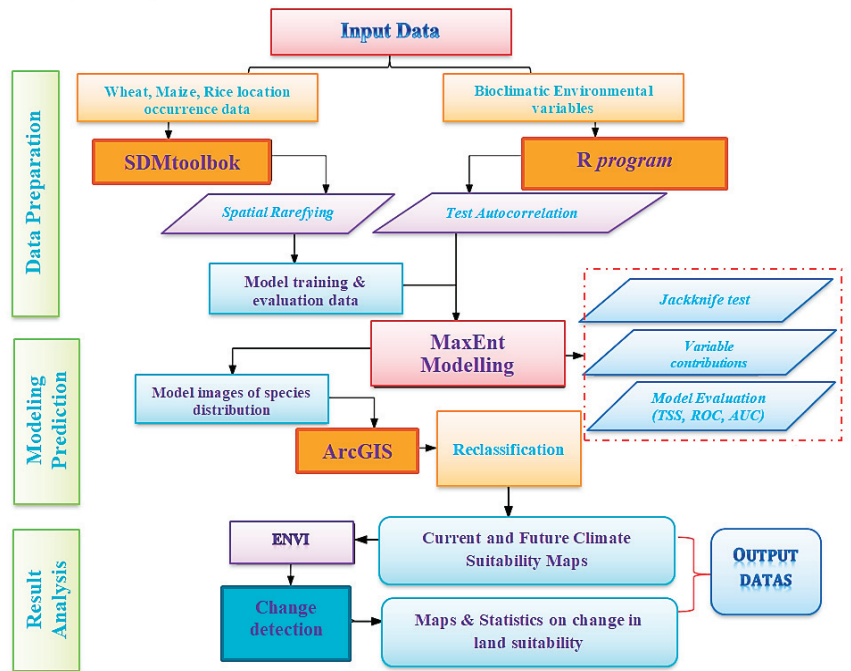 Input Data
Wheat, Maize, Rice location
occurrence data
Bioclimatic Environmental
variables
SDMtoolbok
R program
Spatial Rarefying
Test Autocorrelation
Model training &
evaluation data
Data Preparation
Jackknife test
MaxEnt
Modelling
Variable
contributions
Model images of species
distribution
Model Evaluation
(TSS, ROC, AUC)
ArcGIS
Reclassification
Modeling
Prediction
ENVI
Current and Future Climate
Suitability Maps
OUTPUT
DATAS
Change
detection
Maps & Statistics on change in
land suitability
Result
Analysis